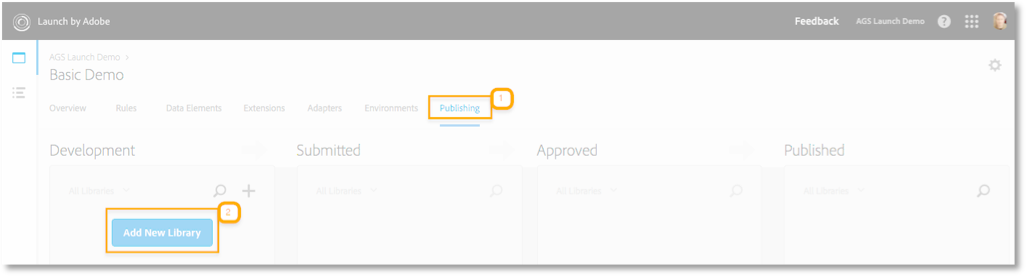 Launch by Adobe
Feedback
AGS Launch Demo
AGS Launch Demo
Basic Demo
Overview
Rules
Data Elements
Extensions
Adapters
Environments
Publishing
1
Development
Submitted
Approved
Published
All Libraries
All Libraries
All Libraries
All Libraries
2
Add New Library